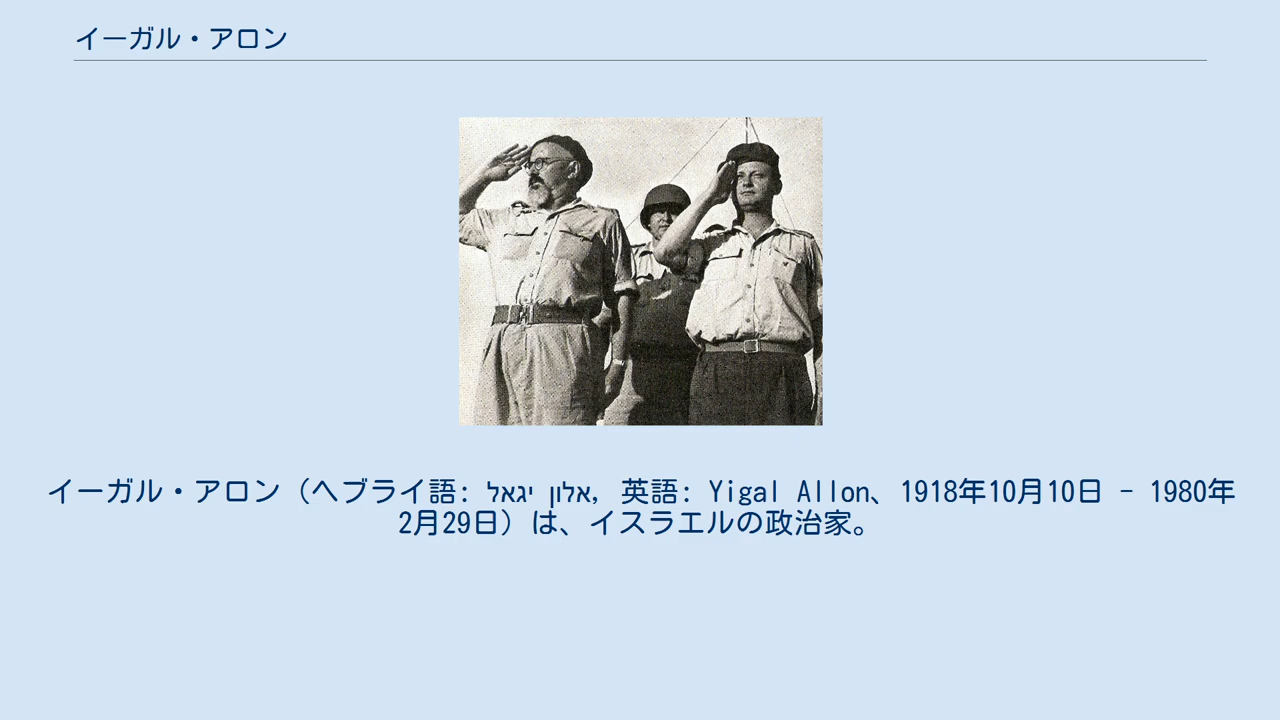 イーガル・アロン
イーガル・アロン（ヘブライ語: יגאל אלון, 英語: Yigal Allon、1918年10月10日 - 1980年
2月29日）は、イスラエルの政治家。